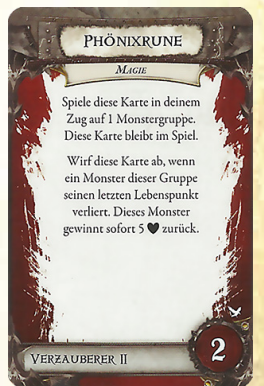 PHÖNIXRUNE
MAGIE
Spiele diese Karte in deinem
Zug auf 1 Monstergruppe.
Diese Karte bleibt im Spiel.
Wirf diese Karte ab, wenn
ein Monster dieser Gruppe
seinen letzten Lebenspunkt
verliert. Dieses Monster
gewinnt sofort 5 ♥ zurück.
VERZAUBERER II
2